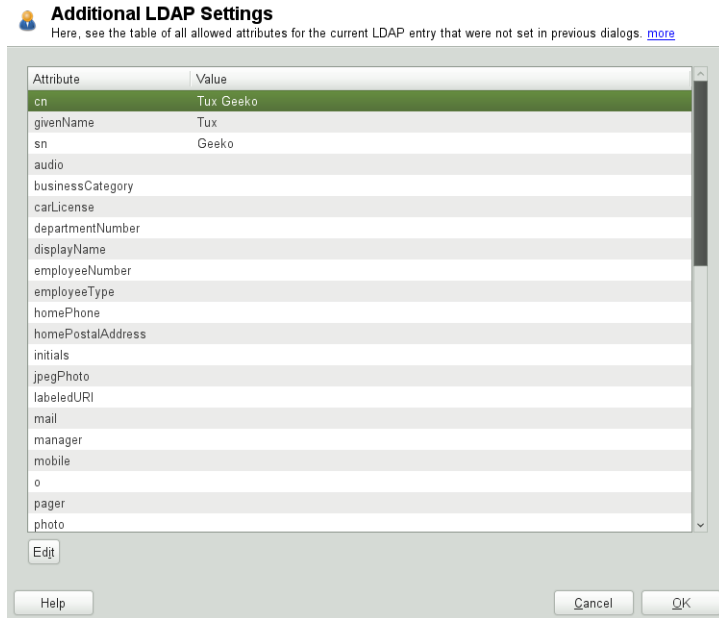 Additional LDAP Settings
Here, see the table of all allowed attributes for the current LDAP entry that were not set in previous dialogs. more
Attribute Value
cn Tux Geeko
givenName Tux
sn Geeko
audio
businessCategory
carLicense
departmentNumber
displayName
employeeNumber
employeeType
homePhone
homePostalAddress
initials
jpegPhoto
labeledURI
mail
manager
mobile
o
pager
photo
Edit
Help Cancel OK